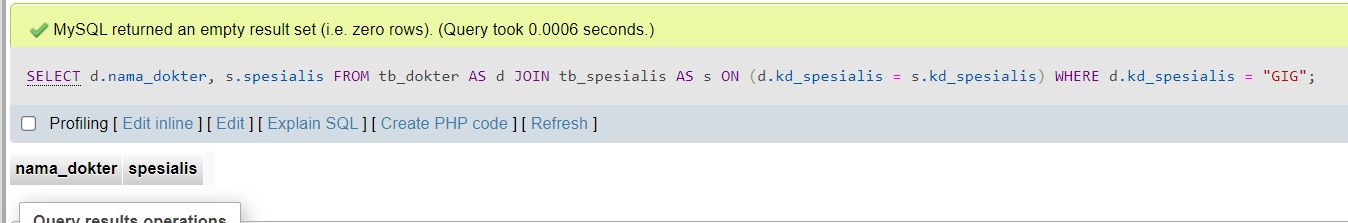 MySQL returned an empty result set (i.e. zero rows). (Query took 0.0006 seconds.)
SELECT d.nama_dokter, s.spesialis FROM tb_dokter AS d JOIN tb_spesialis AS s ON (d.kd_spesialis = s.kd_spesialis) WHERE d.kd_spesialis = "GIG";
Profiling [ Edit inline ] [ Edit ] [ Explain SQL ] [ Create PHP code ] [ Refresh ]
nama_dokter spesialis
Query results operations